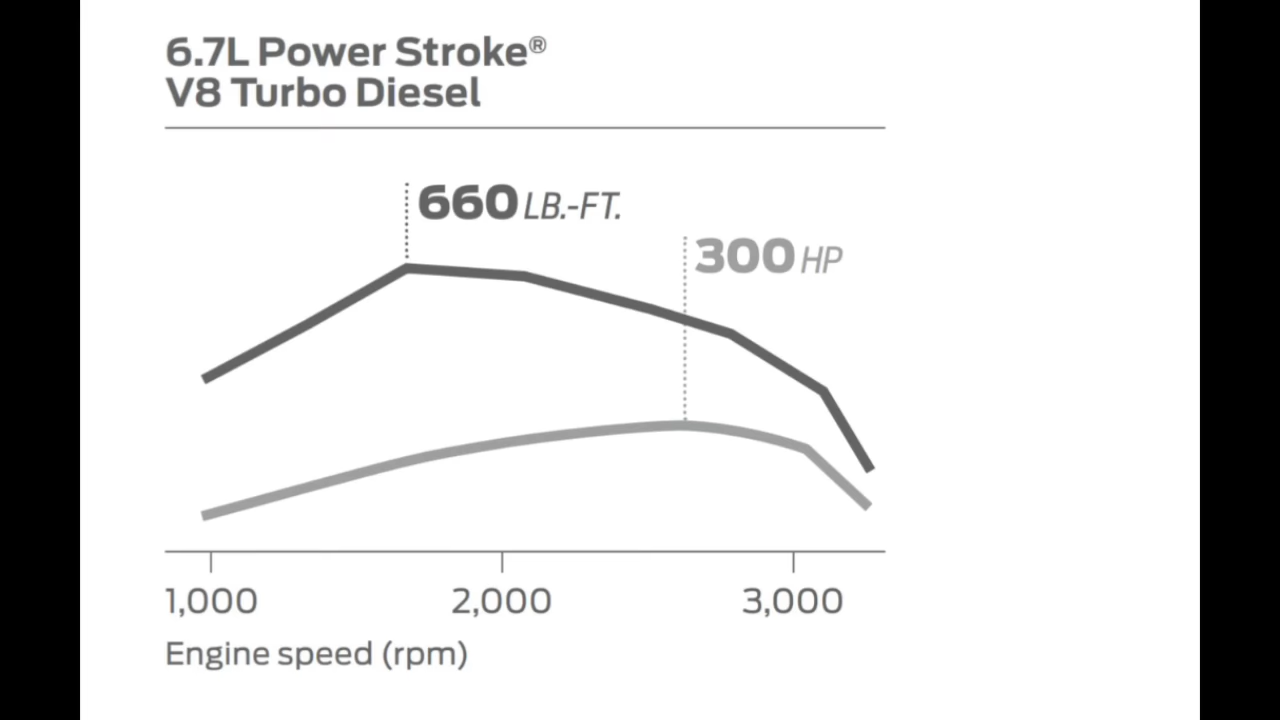 6.7L Power Stroke®
V8 Turbo Diesel
660 LB.-FT.
300 HP
1,000 2,000 3,000
Engine speed (rpm)